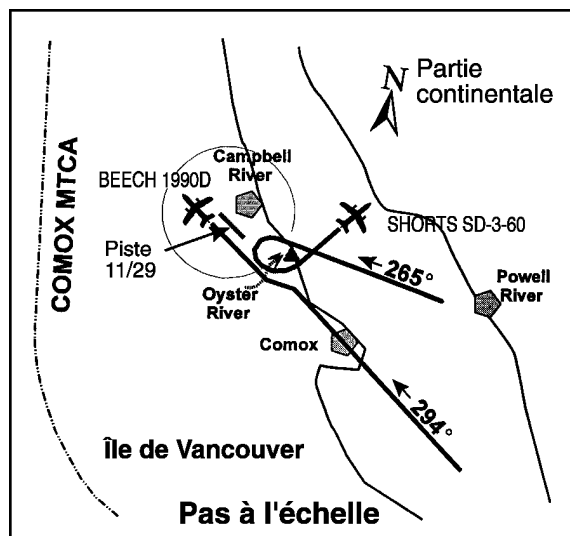 N
Partie
continentale
Campbell
River
BEECH 1990D
SHORTS SD-3-60
Piste
11/29
COMOX MTCA
Oyster
River
265°
Powell
River
Comox
294°
Île de Vancouver
Pas à l'échelle